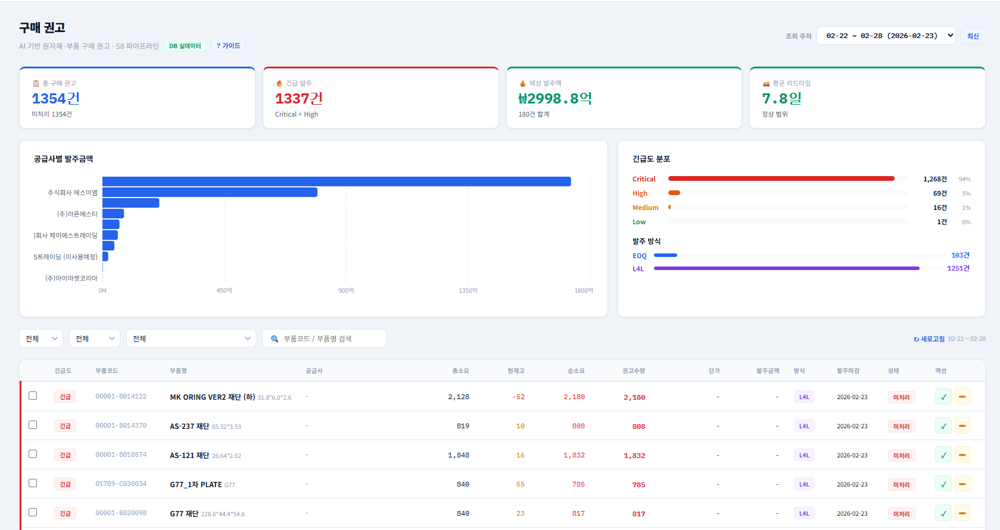 구매 권고
AI 기반 원자재·부품 구매 권고 · S8 파이프라인 DB 실데이터 ? 가이드
조회 주차 02-22 ~ 02-28 (2026-02-23) 최신
총 구매 권고
1354건
미처리 1354건
긴급 발주
1337건
Critical + High
예상 발주액
₩2998.8억
180건 합계
평균 리드타임
7.8일
정상 범위
공급사별 발주금액
주식회사 에스이엠
(주)라온에스티
회사 제이에스트레이딩
S트레이딩 (미사용예정)
(주)아이마켓코리아
0M 450억 900억 1350억 1800억
긴급도 분포
Critical 1,268건 94%
High 69건 5%
Medium 16건 1%
Low 1건 0%
발주 방식
EOQ 103건
L4L 1251건
전체 전체 전체 부품코드 / 부품명 검색 ↻ 새로고침 02-22 ~ 02-28
긴급도 부품코드 부품명 공급사 총소요 현재고 순소요 권고수량 단가 발주금액 방식 발주마감 상태 액션
긴급 00001-B014122 MK ORING VER2 재단 (하) 31.8*6.0*2.6 - 2,128 -52 2,180 2,180 - - L4L 2026-02-23 미처리 ✓
긴급 00001-B014370 AS-237 재단 85.32*3.53 - 819 10 808 808 - - L4L 2026-02-23 미처리 ✓
긴급 00001-B010574 AS-121 재단 26.64*2.62 - 1,848 16 1,832 1,832 - - L4L 2026-02-23 미처리 ✓
긴급 01789-C030034 G77_1차 PLATE G77 - 840 55 785 785 - - L4L 2026-02-23 미처리 ✓
긴급 00001-B020098 G77 재단 228.6*44.4*54.6 - 840 23 817 817 - - L4L 2026-02-23 미처리 ✓